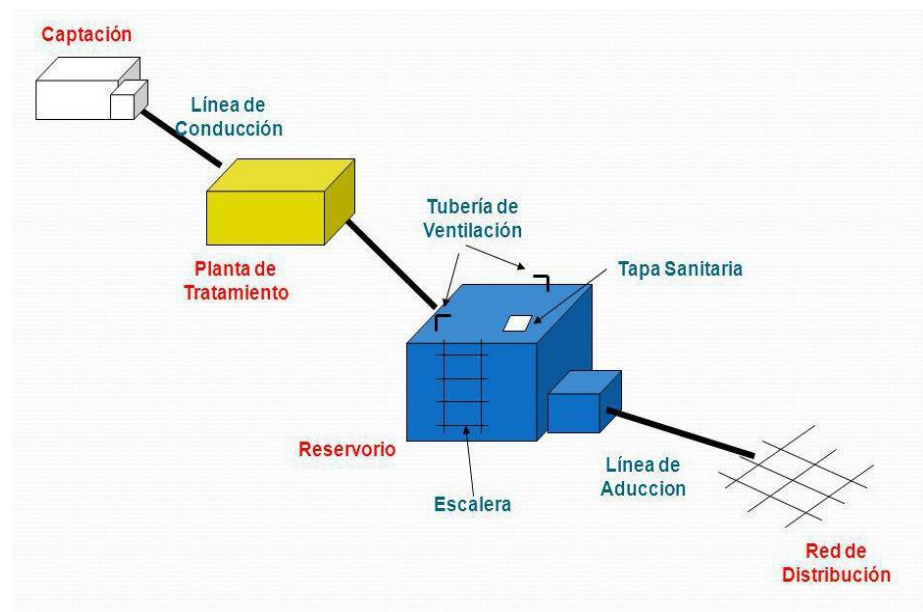 Captación
Línea de
Conducción
Tubería de
Ventilación
Tapa Sanitaria
Planta de
Tratamiento
Reservorio
Línea de
Aduccion
Escalera
Red de
Distribución